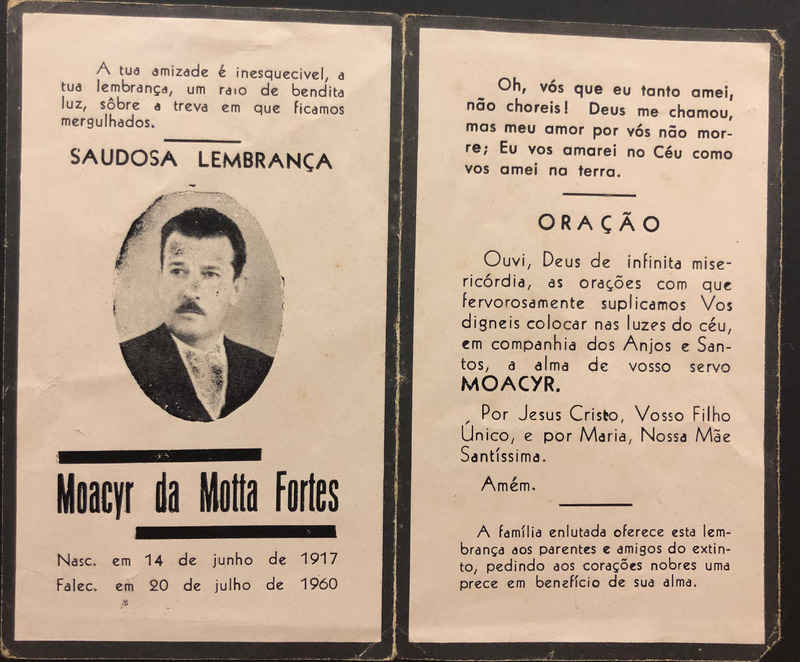 A tua amizade é inesquecivel, a
tua lembrança, um raio de bendita
luz, sôbre a treva em que ficamos
mergulhados.
SAUDOSA LEMBRANÇA
Moacyr da Motta Fortes
Nasc. em 14 de junho de 1917
Falec. em 20 de julho de 1960
Oh, vós que eu tanto amei,
não choreis! Deus me chamou,
mas meu amor por vós não mor-
re; Eu vos amarei no Céu como
vos amei na terra.
ORAÇÃO
Ouvi, Deus de infinita mise-
ricórdia, as orações com que
fervorosamente suplicamos Vos
digneis colocar nas luzes do céu,
em companhia dos Anjos e San-
tos, a alma de vosso servo
MOACYR.
Por Jesus Cristo, Vosso Filho
Único, e por Maria, Nossa Mãe
Santíssima.
Amém.
A família enlutada oferece esta lem-
brança aos parentes e amigos do extin-
to, pedindo aos corações nobres uma
prece em benefício de sua alma.